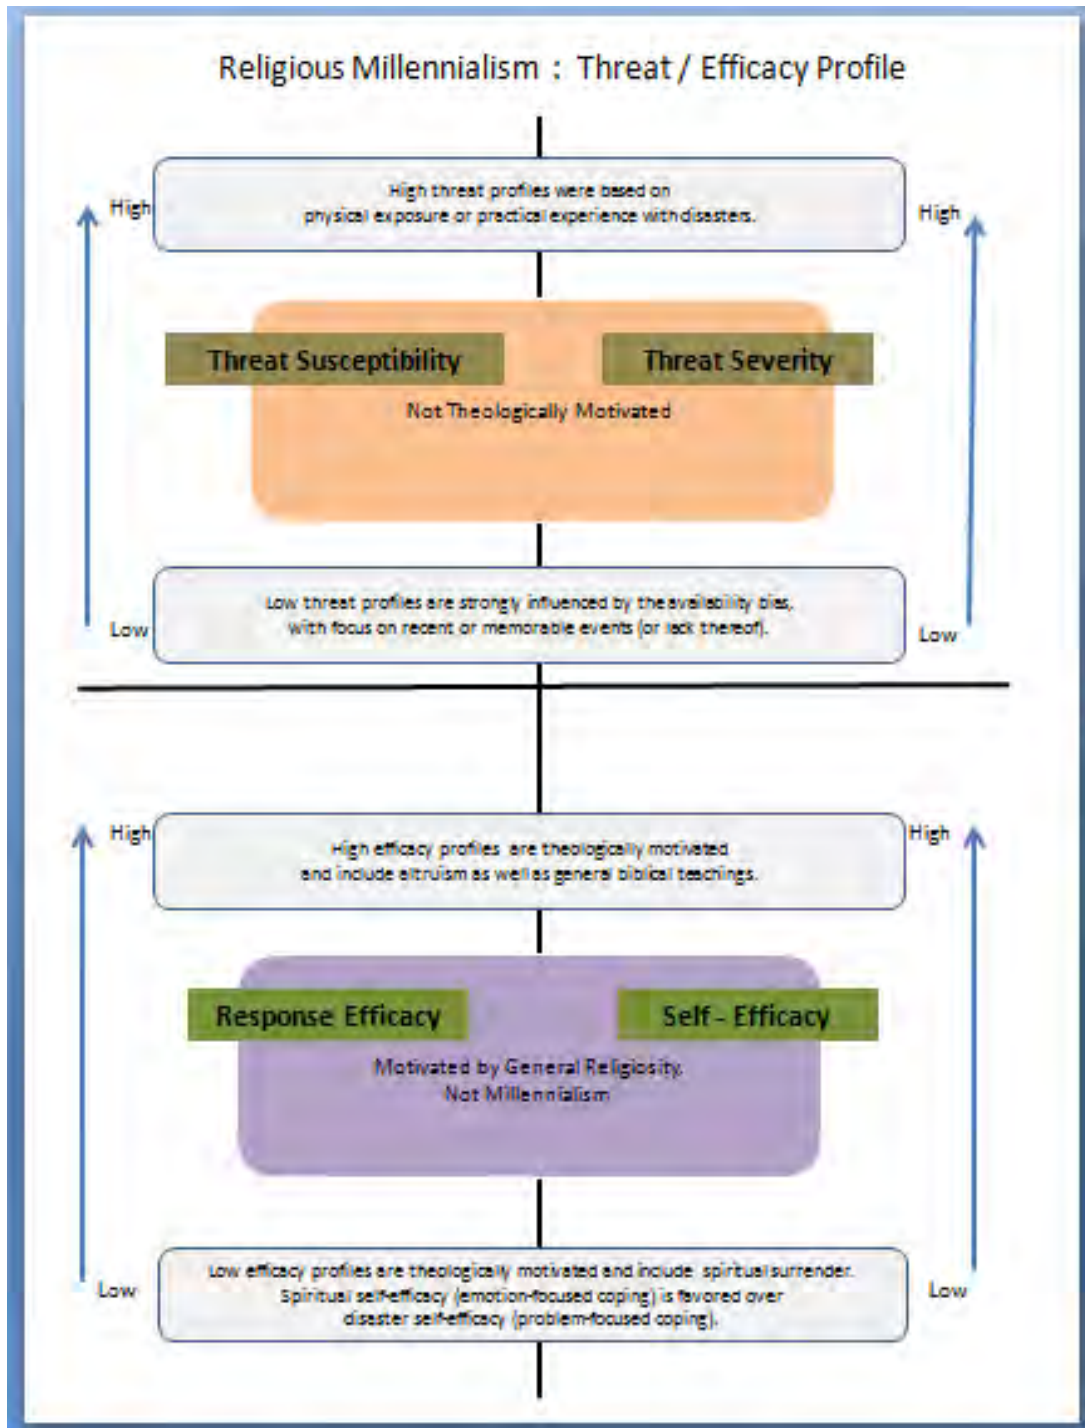 Religious Millennialism : Threat / Efficacy Profile
High threat profiles were based on
physical exposure or practical experience with disasters.
High
High
Threat Susceptibility
Threat Severity
Not Theologically Motivated
Low threat profiles are strongly influenced by the availability bias,
with focus on recent or memorable events (or lack thereof).
Low
Low
High
High
High efficacy profiles are theologically motivated
and include altruism as well as general biblical teachings.
Response Efficacy
Self - Efficacy
Motivated by General Religiosity,
Not Millennialism
Low efficacy profiles are theologically motivated and include spiritual surrender.
Spiritual self-efficacy (emotion-focused coping) is favored over
disaster self-efficacy (problem-focused coping).
Low
Low